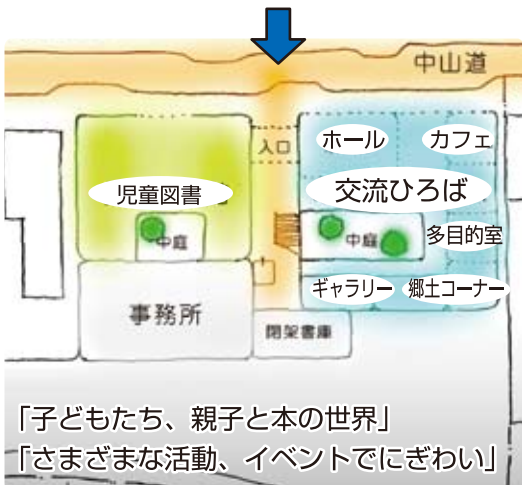 中山道
入口
ホール
カフェ
児童図書
交流ひろば
中庭
中庭
多目的室
ギャラリー
郷土コーナー
事務所
閉架書庫
「子どもたち、親子と本の世界」
「さまざまな活動、イベントでにぎわい」